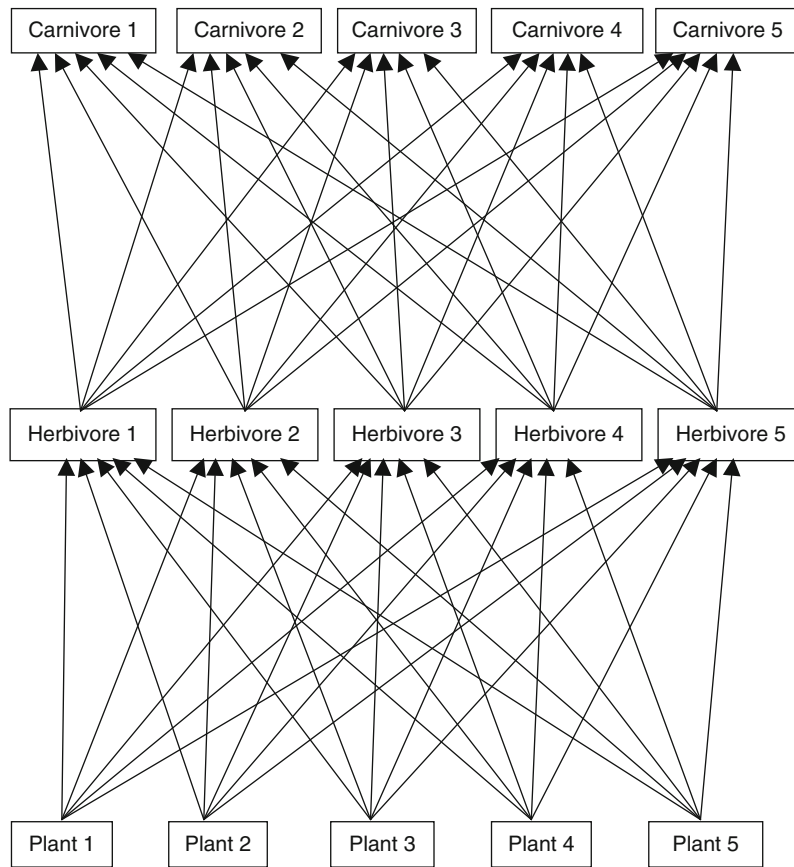 Carnivore 1
Carnivore 2
Carnivore 3
Carnivore 4
Carnivore 5
Herbivore 1
Herbivore 2
Herbivore 3
Herbivore 4
Herbivore 5
Plant 1
Plant 2
Plant 3
Plant 4
Plant 5